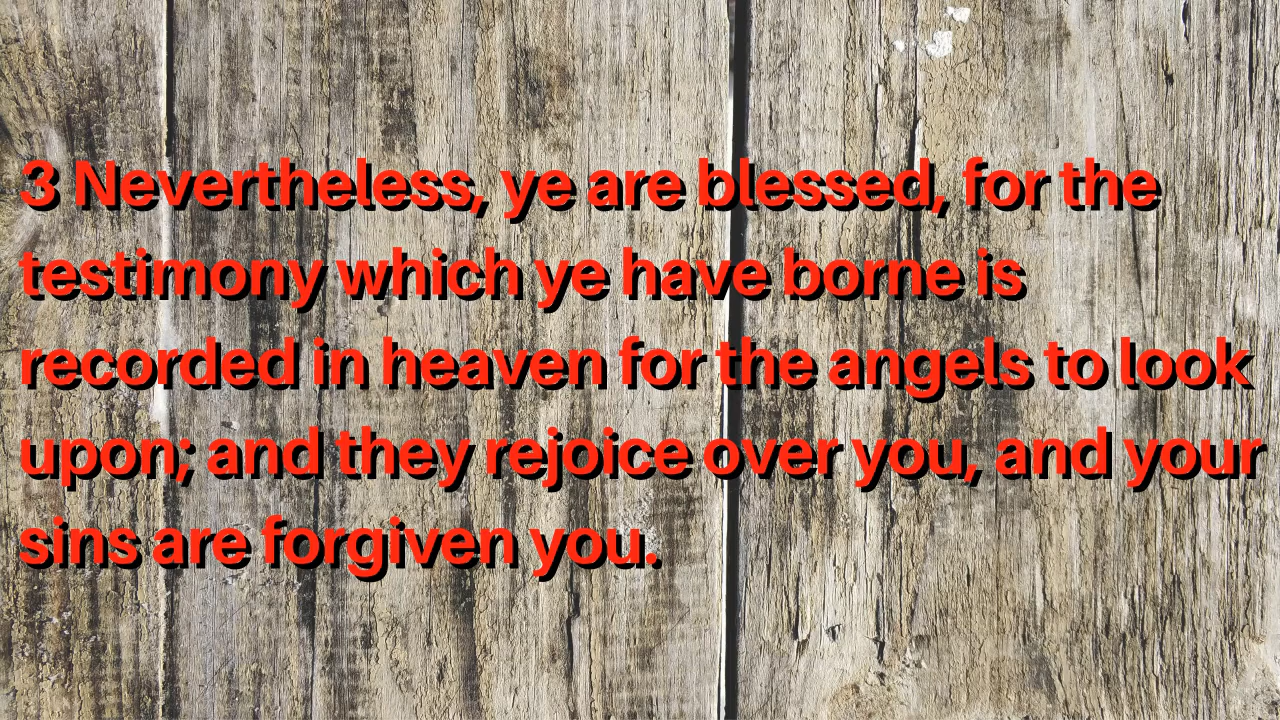 3 Nevertheless, ye are blessed, for the
testimony which ye have borne is
recorded in heaven for the angels to look
upon; and they rejoice over you, and your
sins are forgiven you.